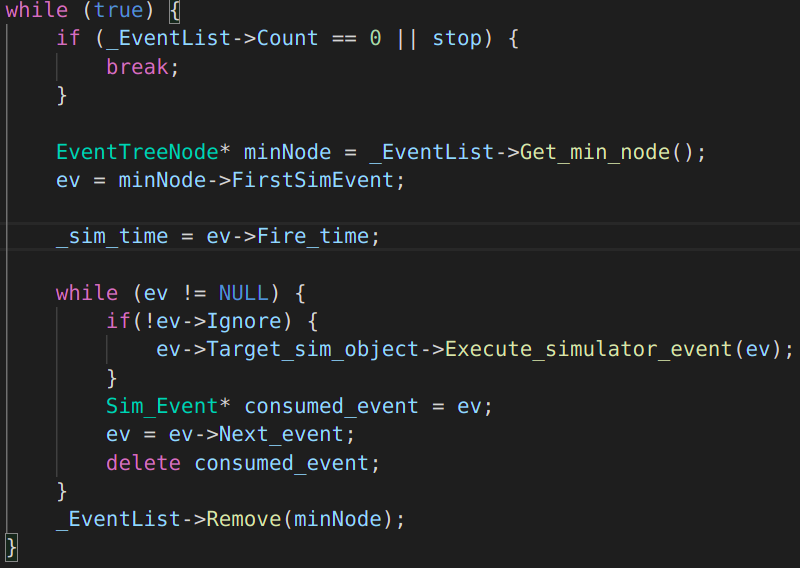 while (true) {
    if (_EventList->Count == 0 || stop) {
        break;
    }
    EventTreeNode* minNode = _EventList->Get_min_node();
    ev = minNode->FirstSimEvent;
    _sim_time = ev->Fire_time;
    while (ev != NULL) {
        if(!ev->Ignore) {
            ev->Target_sim_object->Execute_simulator_event(ev);
        }
        Sim_Event* consumed_event = ev;
        ev = ev->Next_event;
        delete consumed_event;
    }
    _EventList->Remove(minNode);
}